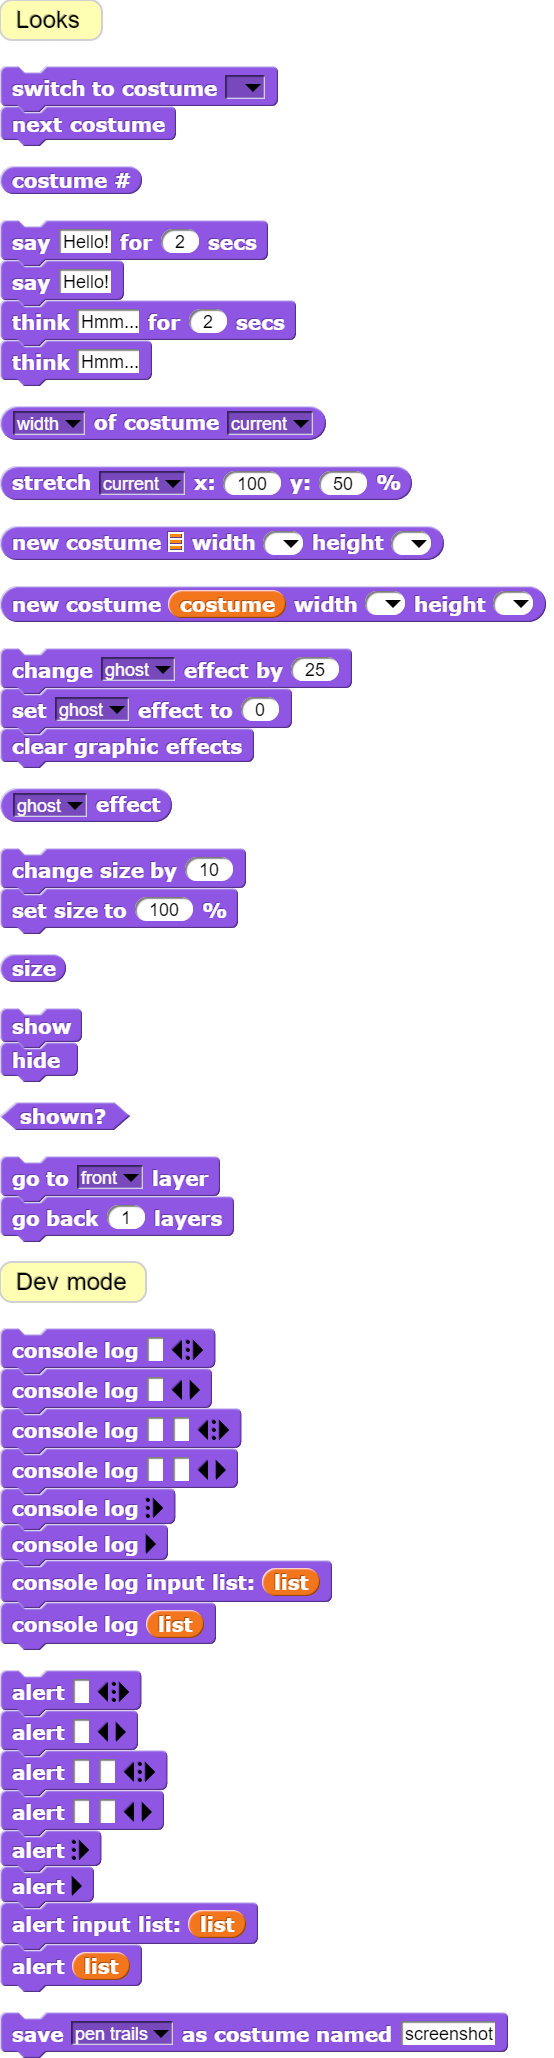 Looks
switch to costume
next costume
costume #
say Hello! for 2 secs
say Hello!
think Hmm... for 2 secs
think Hmm...
width of costume current
stretch current x: 100 y: 50 %
new costume width height
new costume costume width height
change ghost effect by 25
set ghost effect to 0
clear graphic effects
ghost effect
change size by 10
set size to 100 %
size
show
hide
shown?
go to front layer
go back 1 layers
Dev mode
console log
console log
console log
console log
console log
console log
console log input list: list
console log list
alert
alert
alert
alert
alert
alert
alert input list: list
alert list
save pen trails as costume named screenshot